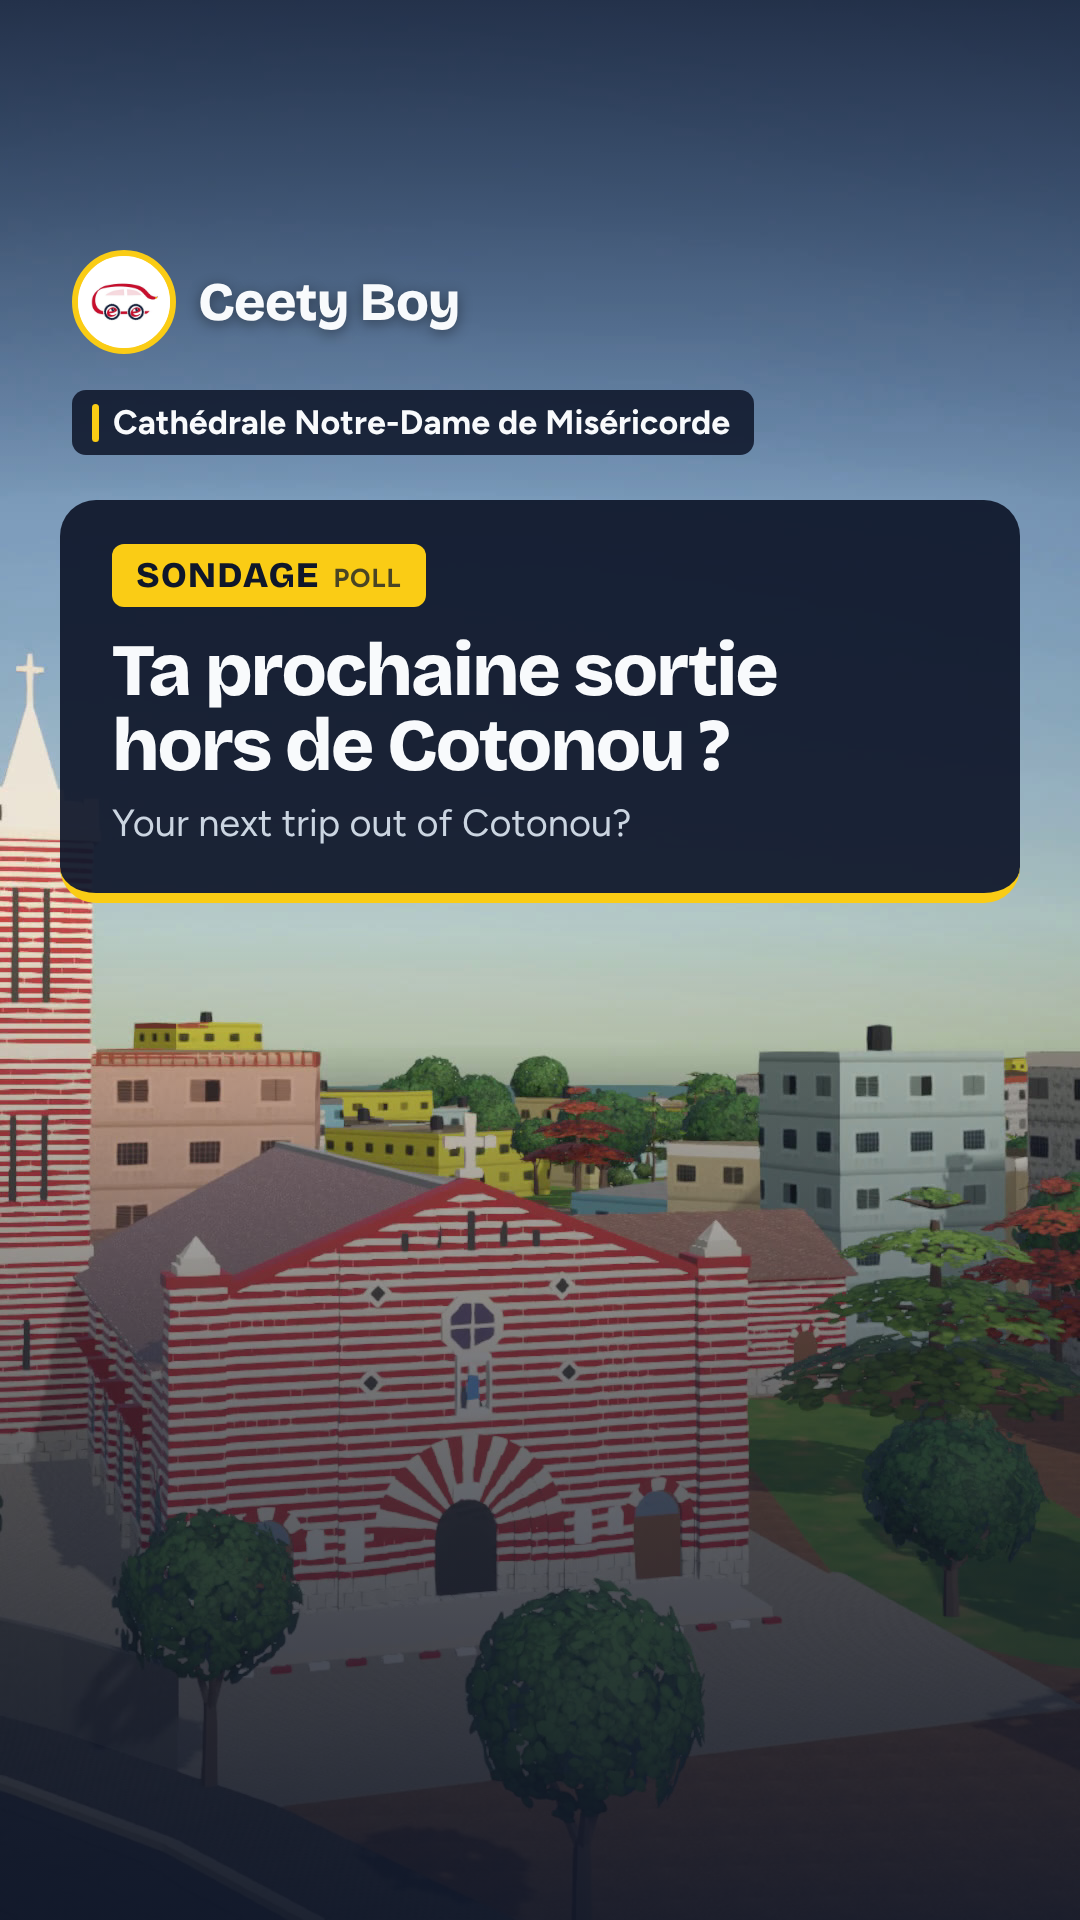 Ceety Boy
Cathédrale Notre-Dame de Miséricorde
SONDAGE POLL
Ta prochaine sortie
hors de Cotonou ?
Your next trip out of Cotonou?